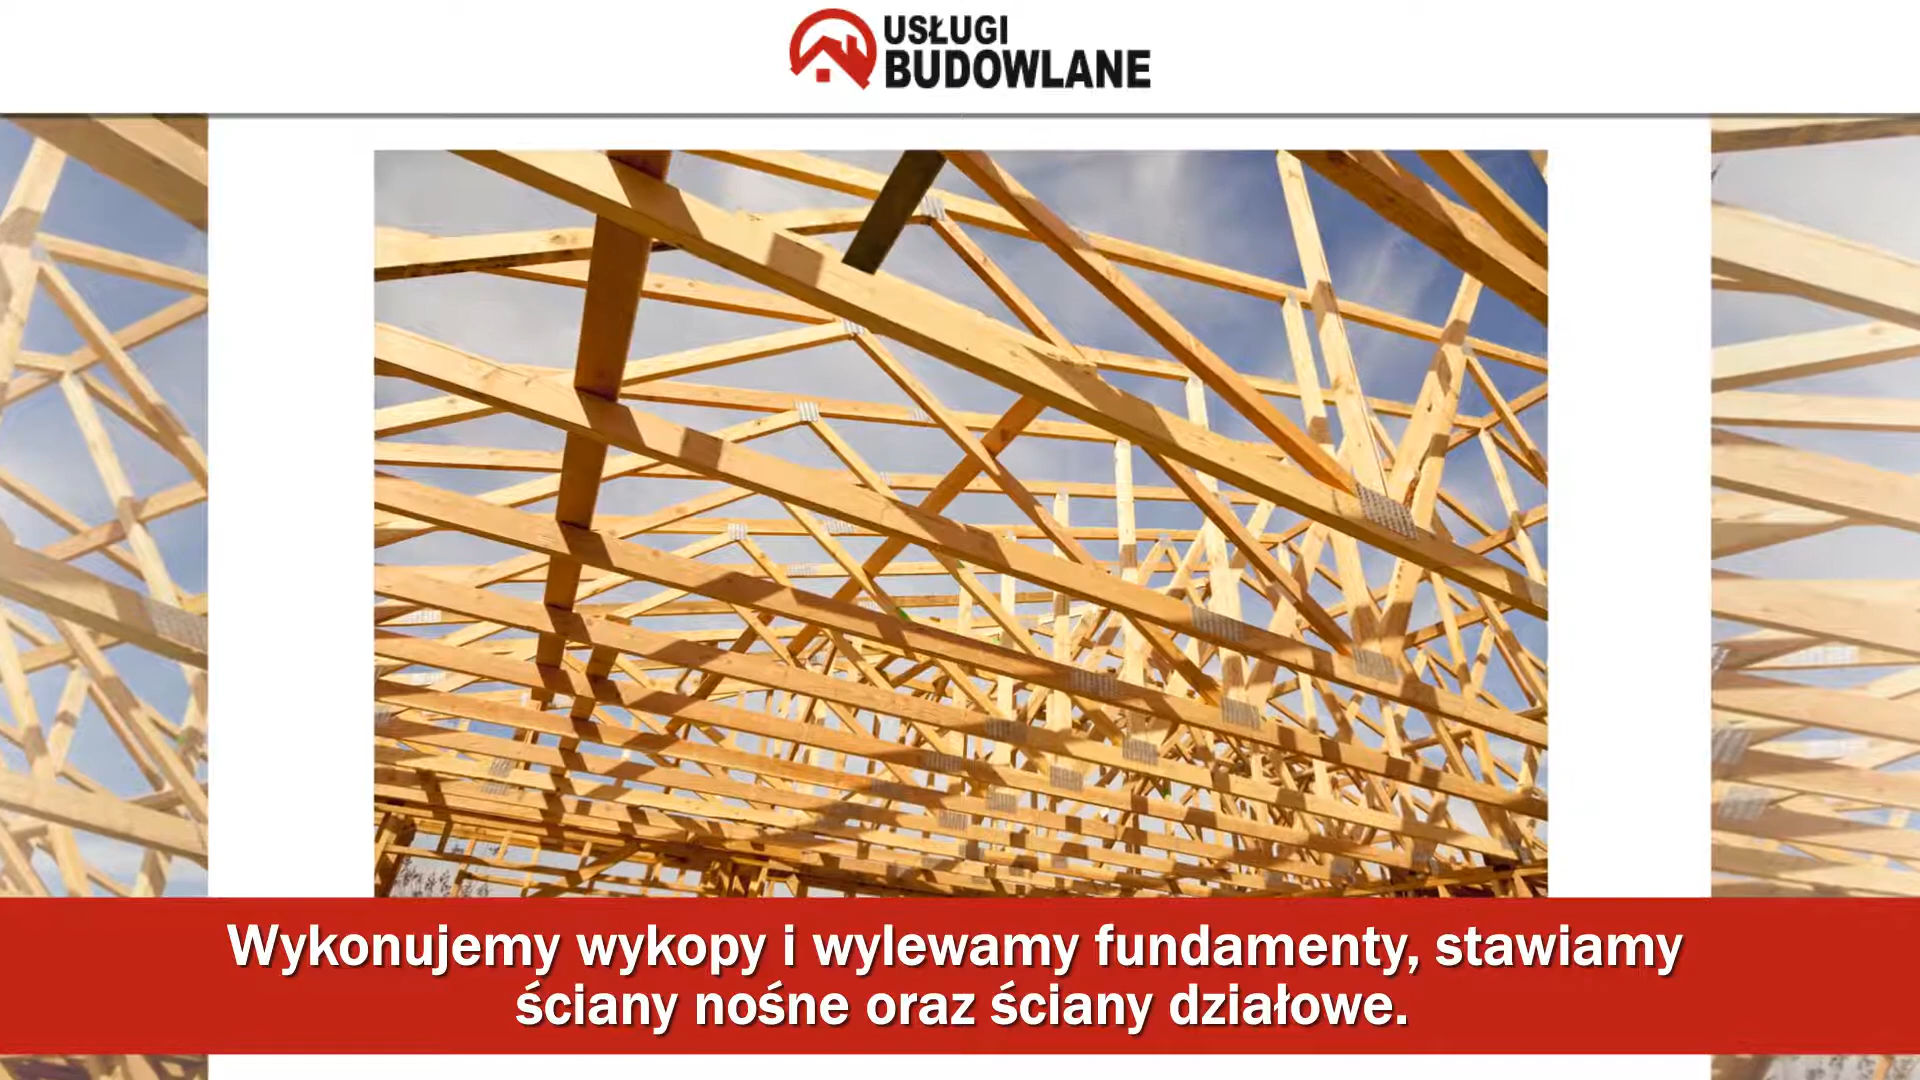 USŁUGI
BUDOWLANE
Wykonujemy wykopy i wylewamy fundamenty, stawiamy
ściany nośne oraz ściany działowe.